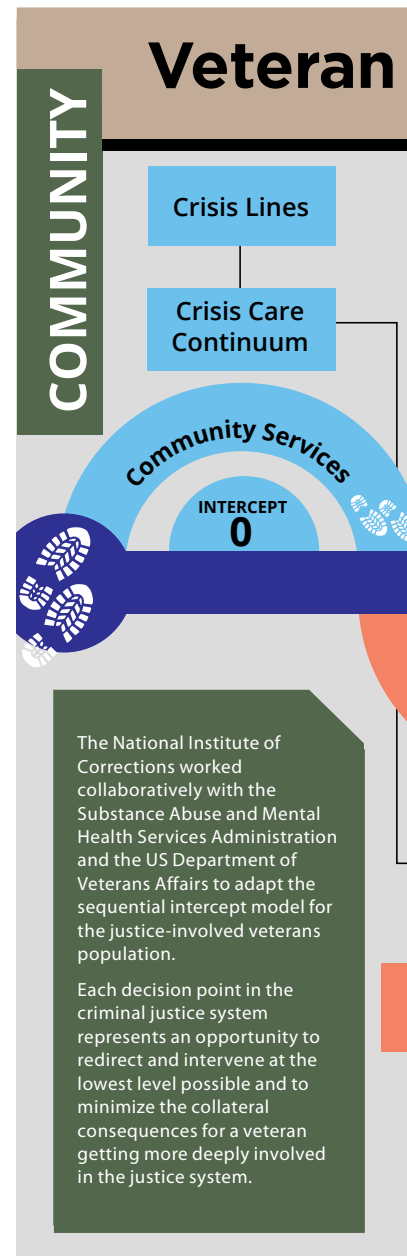 Veteran
COMMUNITY
Crisis Lines
Crisis Care
Continuum
Community Services
INTERCEPT
0
The National Institute of
Corrections worked
collaboratively with the
Substance Abuse and Mental
Health Services Administration
and the US Department of
Veterans Affairs to adapt the
sequential intercept model for
the justice-involved veterans
population.
Each decision point in the
criminal justice system
represents an opportunity to
redirect and intervene at the
lowest level possible and to
minimize the collateral
consequences for a veteran
getting more deeply involved
in the justice system.